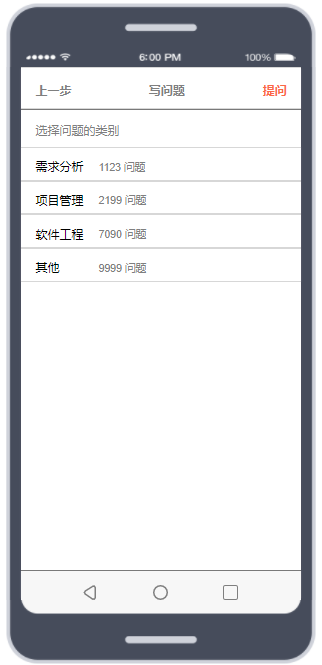 6:00 PM 100%
上一步 写问题 提问
选择问题的类别
需求分析 1123 问题
项目管理 2199 问题
软件工程 7090 问题
其他 9999 问题